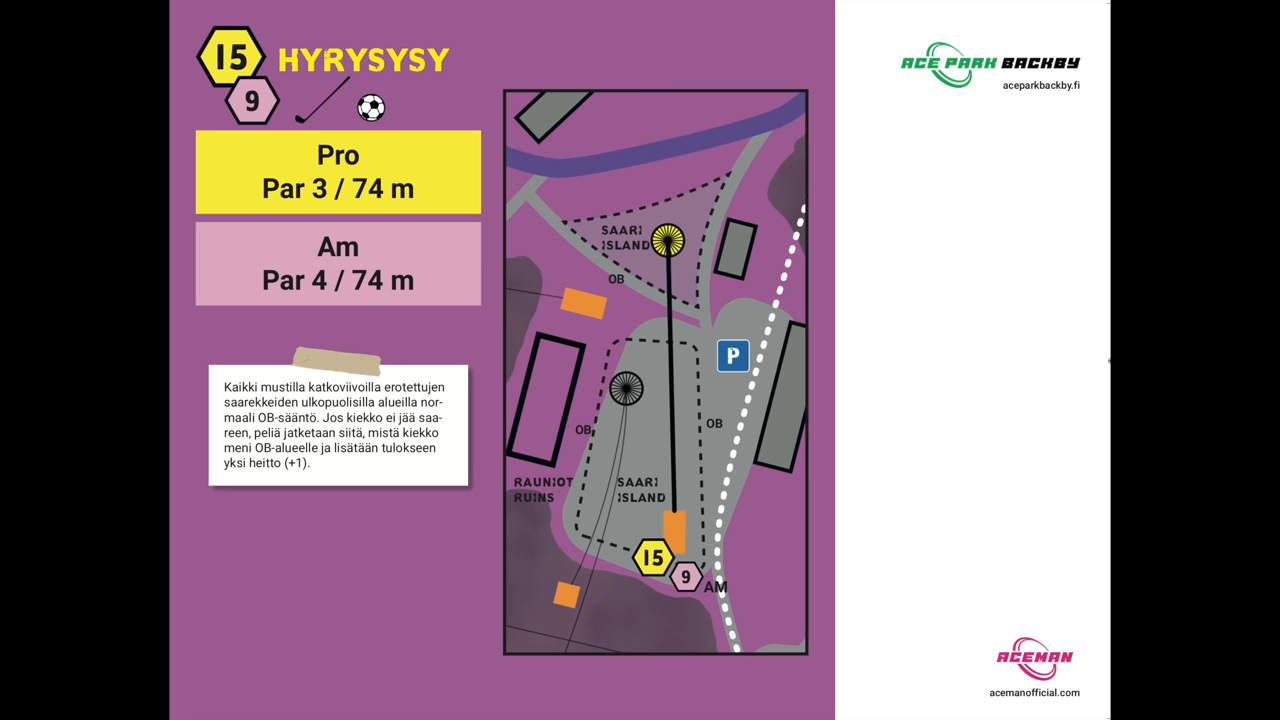 15
HYRYSYSY
9
Pro
Par 3 / 74 m
Am
Par 4 / 74 m
Kaikki mustilla katkoviivoilla erotettujen
saarekkeiden ulkopuolisilla alueilla nor-
maali OB-sääntö. Jos kiekko ei jää saa-
reen, peliä jatketaan siitä, mistä kiekko
meni OB-alueelle ja lisätään tulokseen
yksi heitto (+1).
SAARI
ISLAND
OB
P
OB
OB
RAUNIOT
RUINS
SAARI
ISLAND
15
9
AM
ACE PARK BACKBY
aceparkbackby.fi
ACEMAN
acemanofficial.com